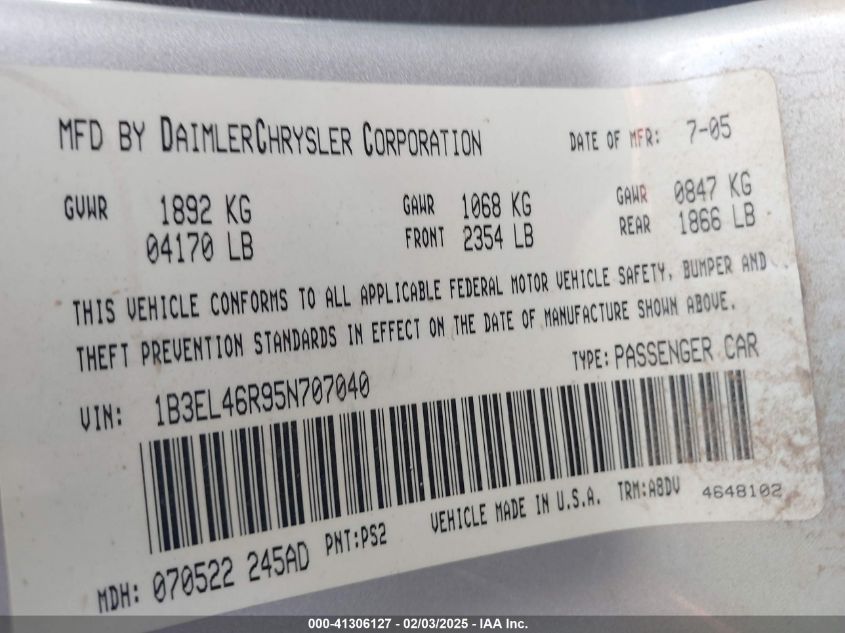 MFD BY DAIMLERCHRYSLER CORPORATION DATE OF MFR: 7-05
GVWR 1892 KG GAWR 1068 KG GAWR 0847 KG
04170 LB FRONT 2354 LB REAR 1866 LB
THIS VEHICLE CONFORMS TO ALL APPLICABLE FEDERAL MOTOR VEHICLE SAFETY, BUMPER AND
THEFT PREVENTION STANDARDS IN EFFECT ON THE DATE OF MANUFACTURE SHOWN ABOVE.
VIN: 1B3EL46R95N707040 TYPE: PASSENGER CAR
MDH: 070522 245AD PNT:PS2 VEHICLE MADE IN U.S.A. TRM:A8DV 4648102
000-41306127 - 02/03/2025 - IAA Inc.